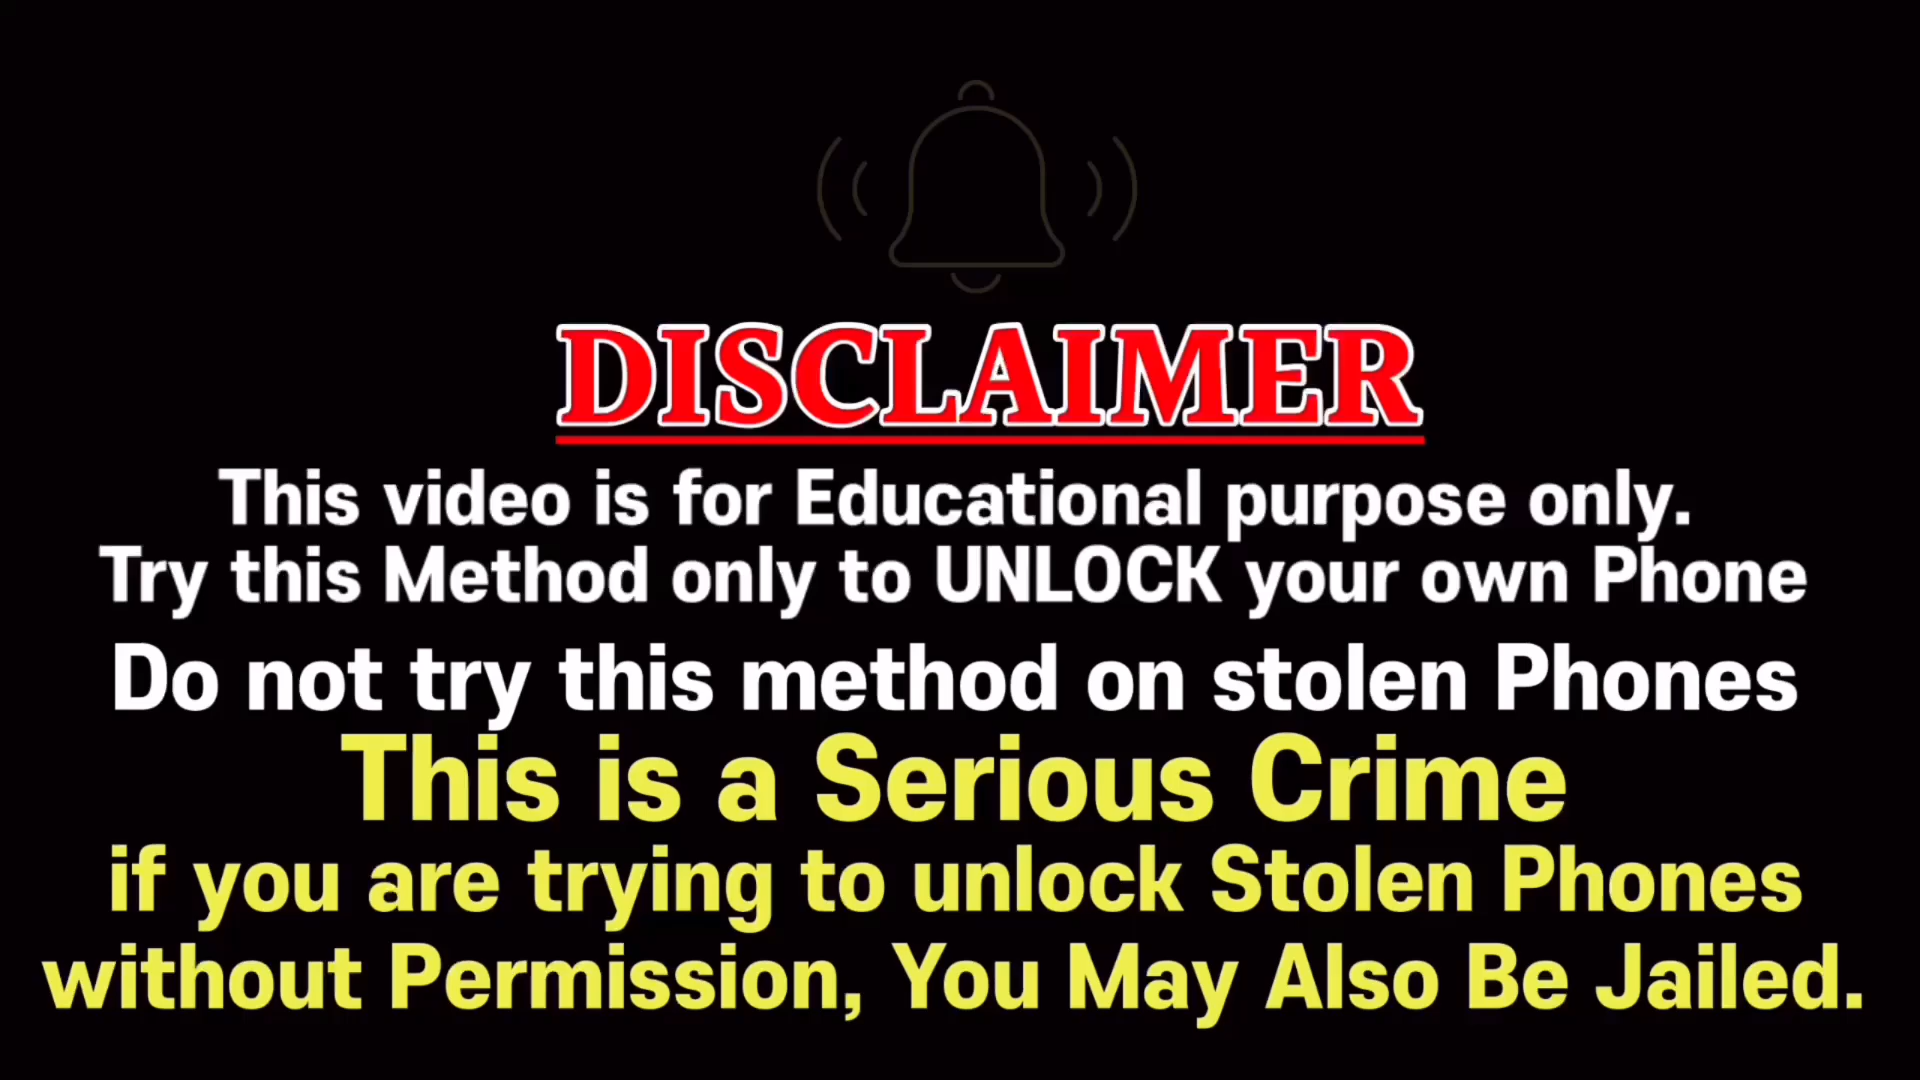 DISCLAIMER
This video is for Educational purpose only.
Try this Method only to UNLOCK your own Phone
Do not try this method on stolen Phones
This is a Serious Crime
if you are trying to unlock Stolen Phones
without Permission, You May Also Be Jailed.